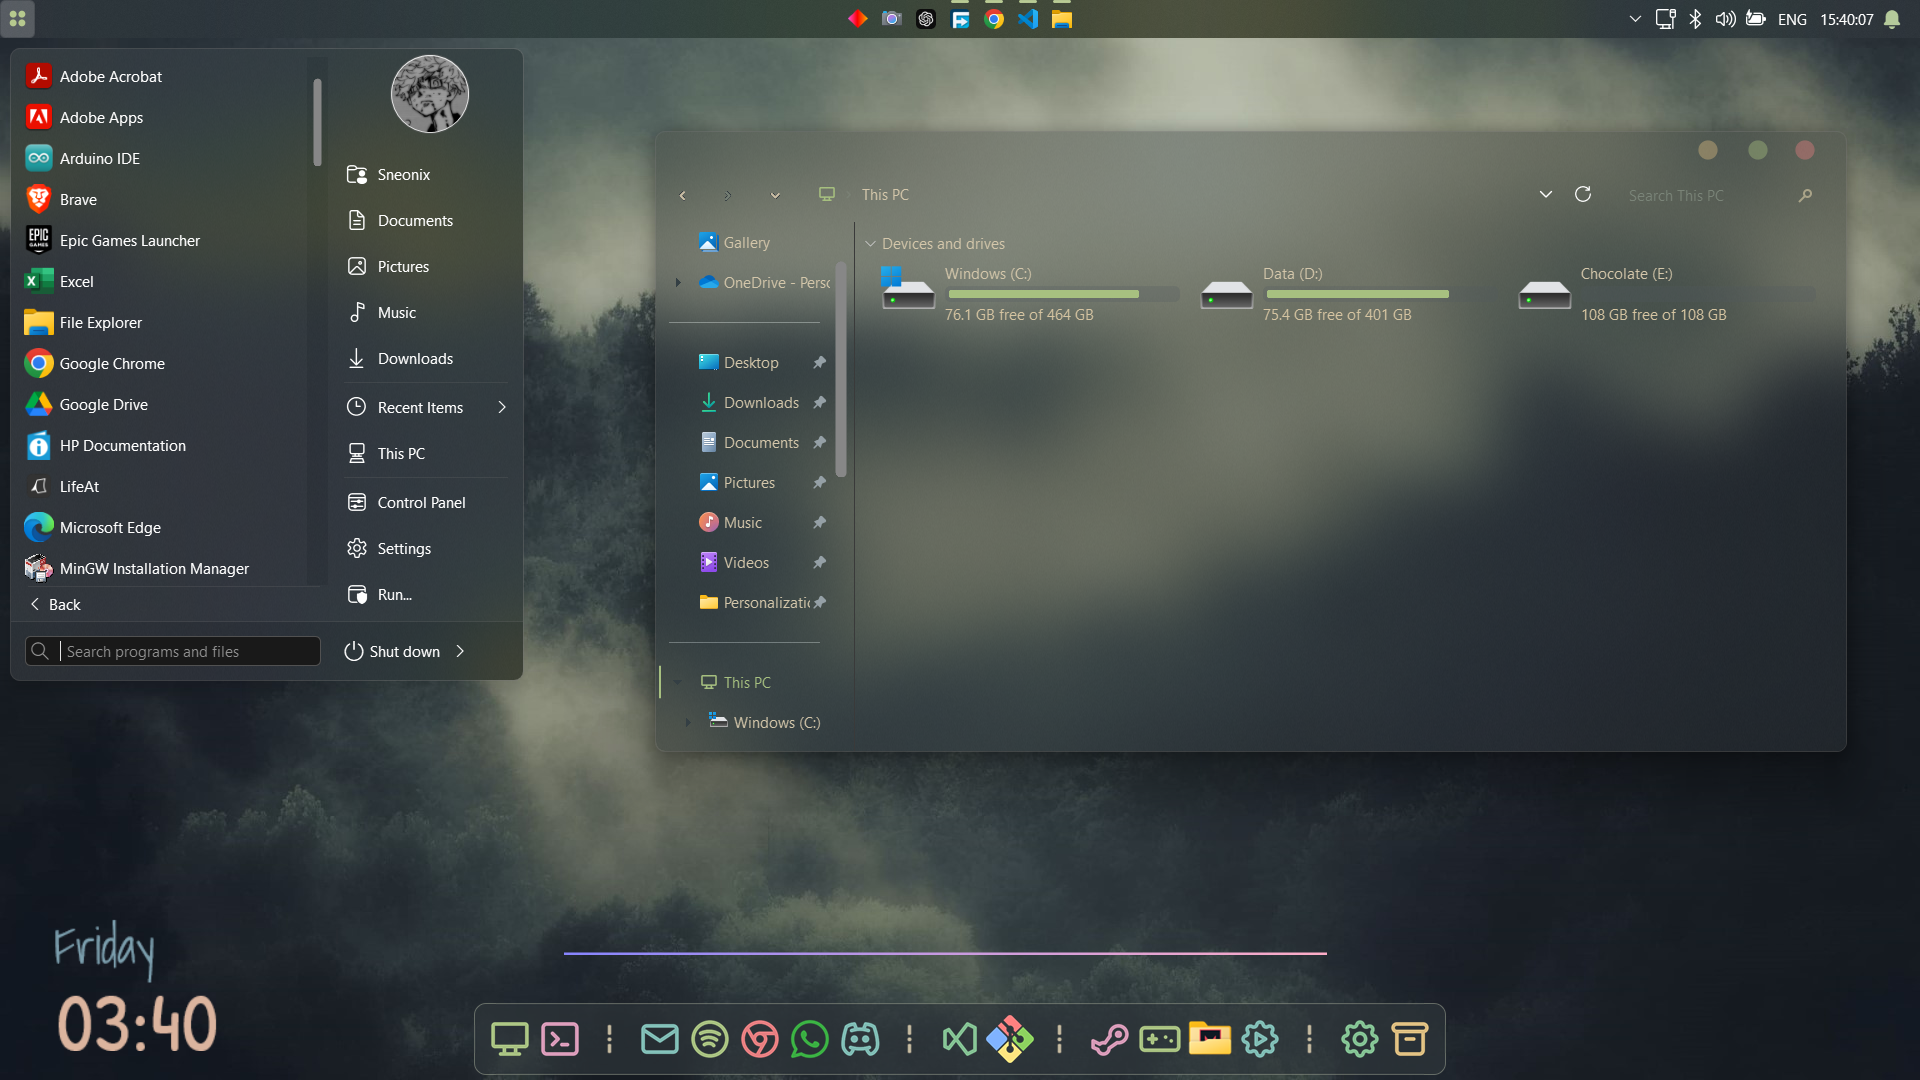 ENG 15:40:07
Adobe Acrobat
Adobe Apps
Arduino IDE
Brave
Epic Games Launcher
Excel
File Explorer
Google Chrome
Google Drive
HP Documentation
LifeAt
Microsoft Edge
MinGW Installation Manager
Back
Search programs and files
Sneonix
Documents
Pictures
Music
Downloads
Recent Items
This PC
Control Panel
Settings
Run...
Shut down
This PC
Search This PC
Gallery
OneDrive - Perso
Desktop
Downloads
Documents
Pictures
Music
Videos
Personalizatio
This PC
Windows (C:)
Devices and drives
Windows (C:)
76.1 GB free of 464 GB
Data (D:)
75.4 GB free of 401 GB
Chocolate (E:)
108 GB free of 108 GB
Friday
03:40